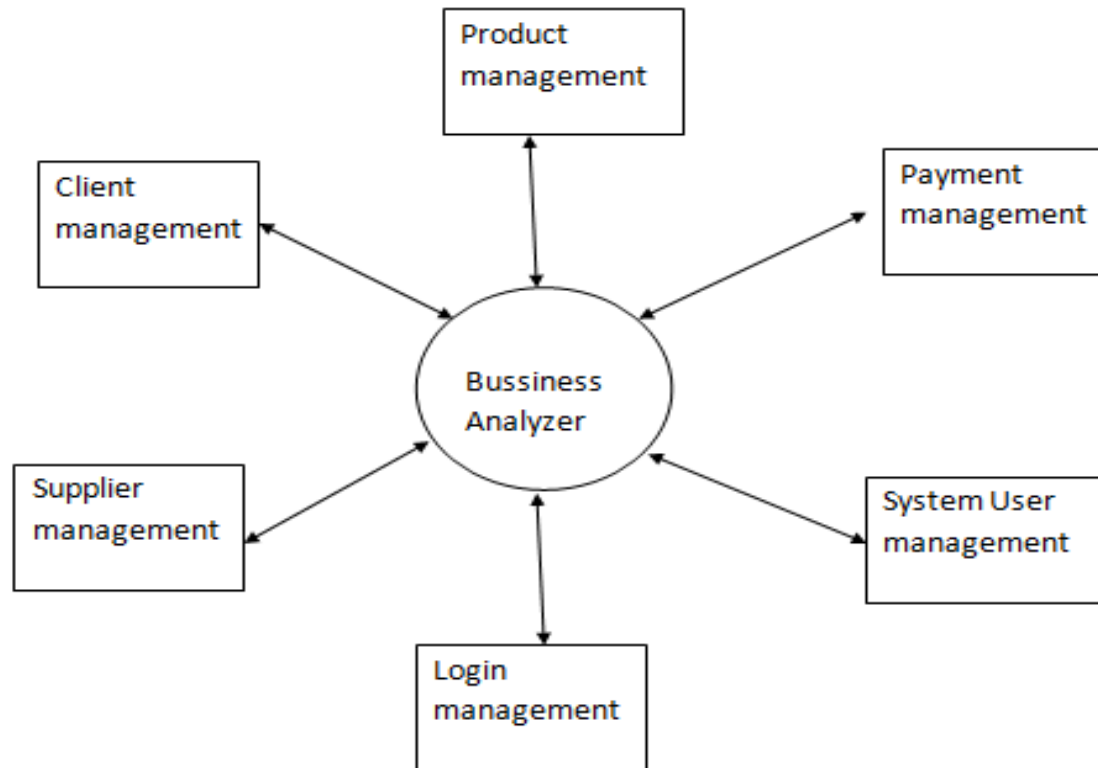 Product
management
Client
management
Payment
management
Bussiness
Analyzer
Supplier
management
System User
management
Login
management